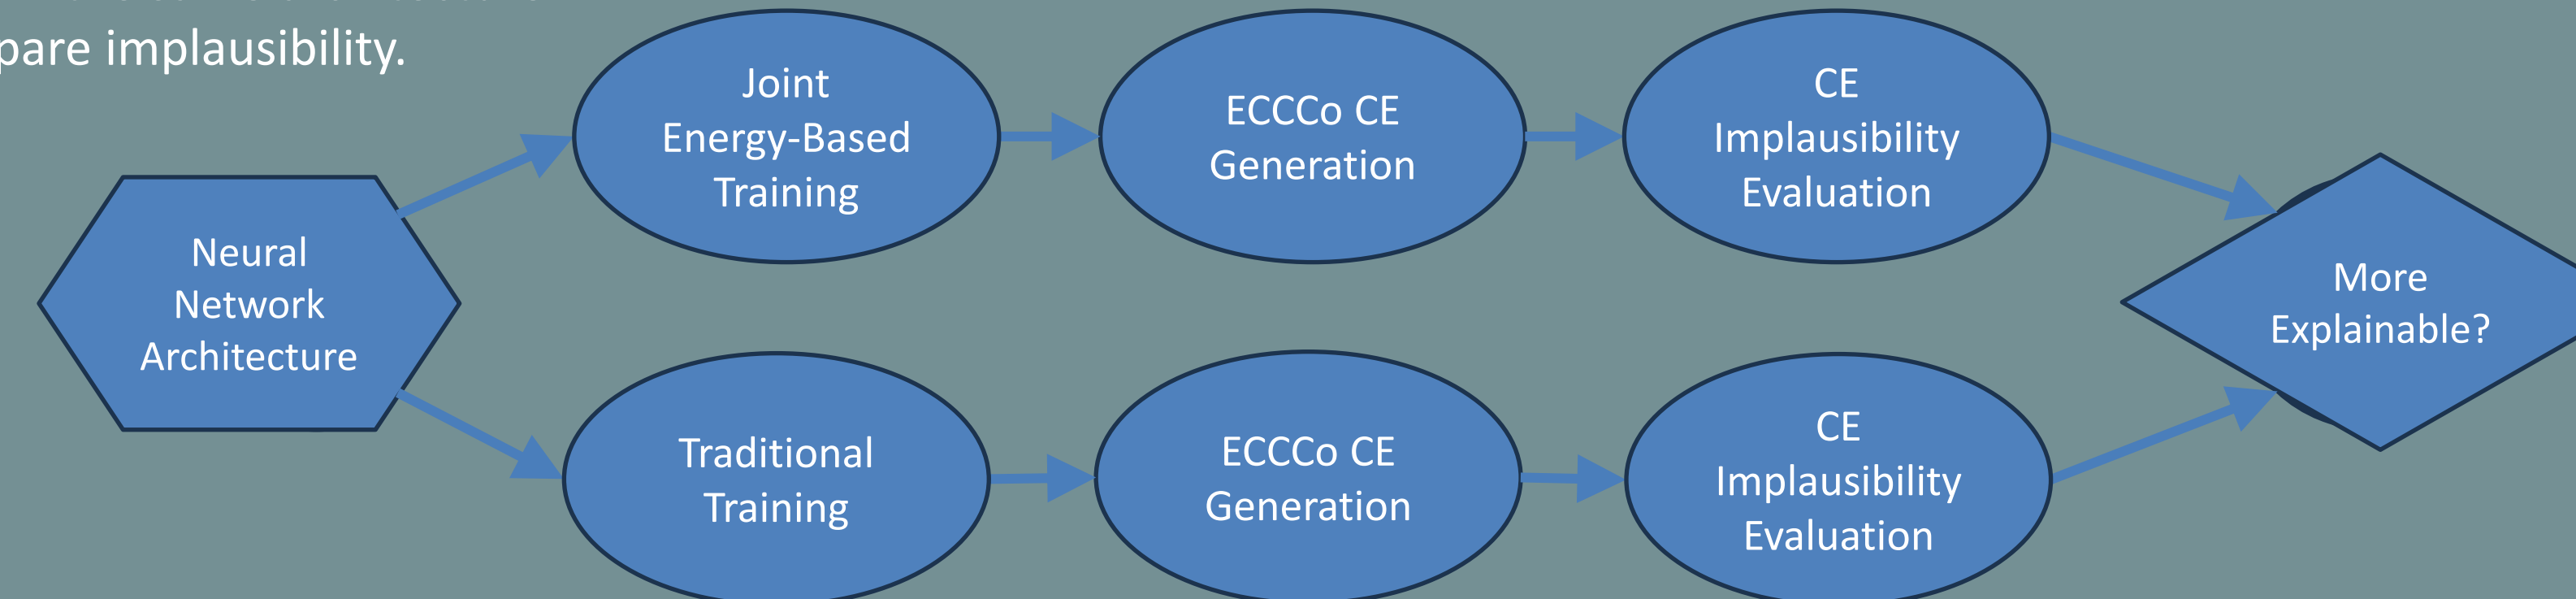 implausibility.
Joint
Energy-Based
Training
ECCCo CE
Generation
CE
Implausibility
Evaluation
Neural
Network
Architecture
More
Explainable?
Traditional
Training
ECCCo CE
Generation
CE
Implausibility
Evaluation